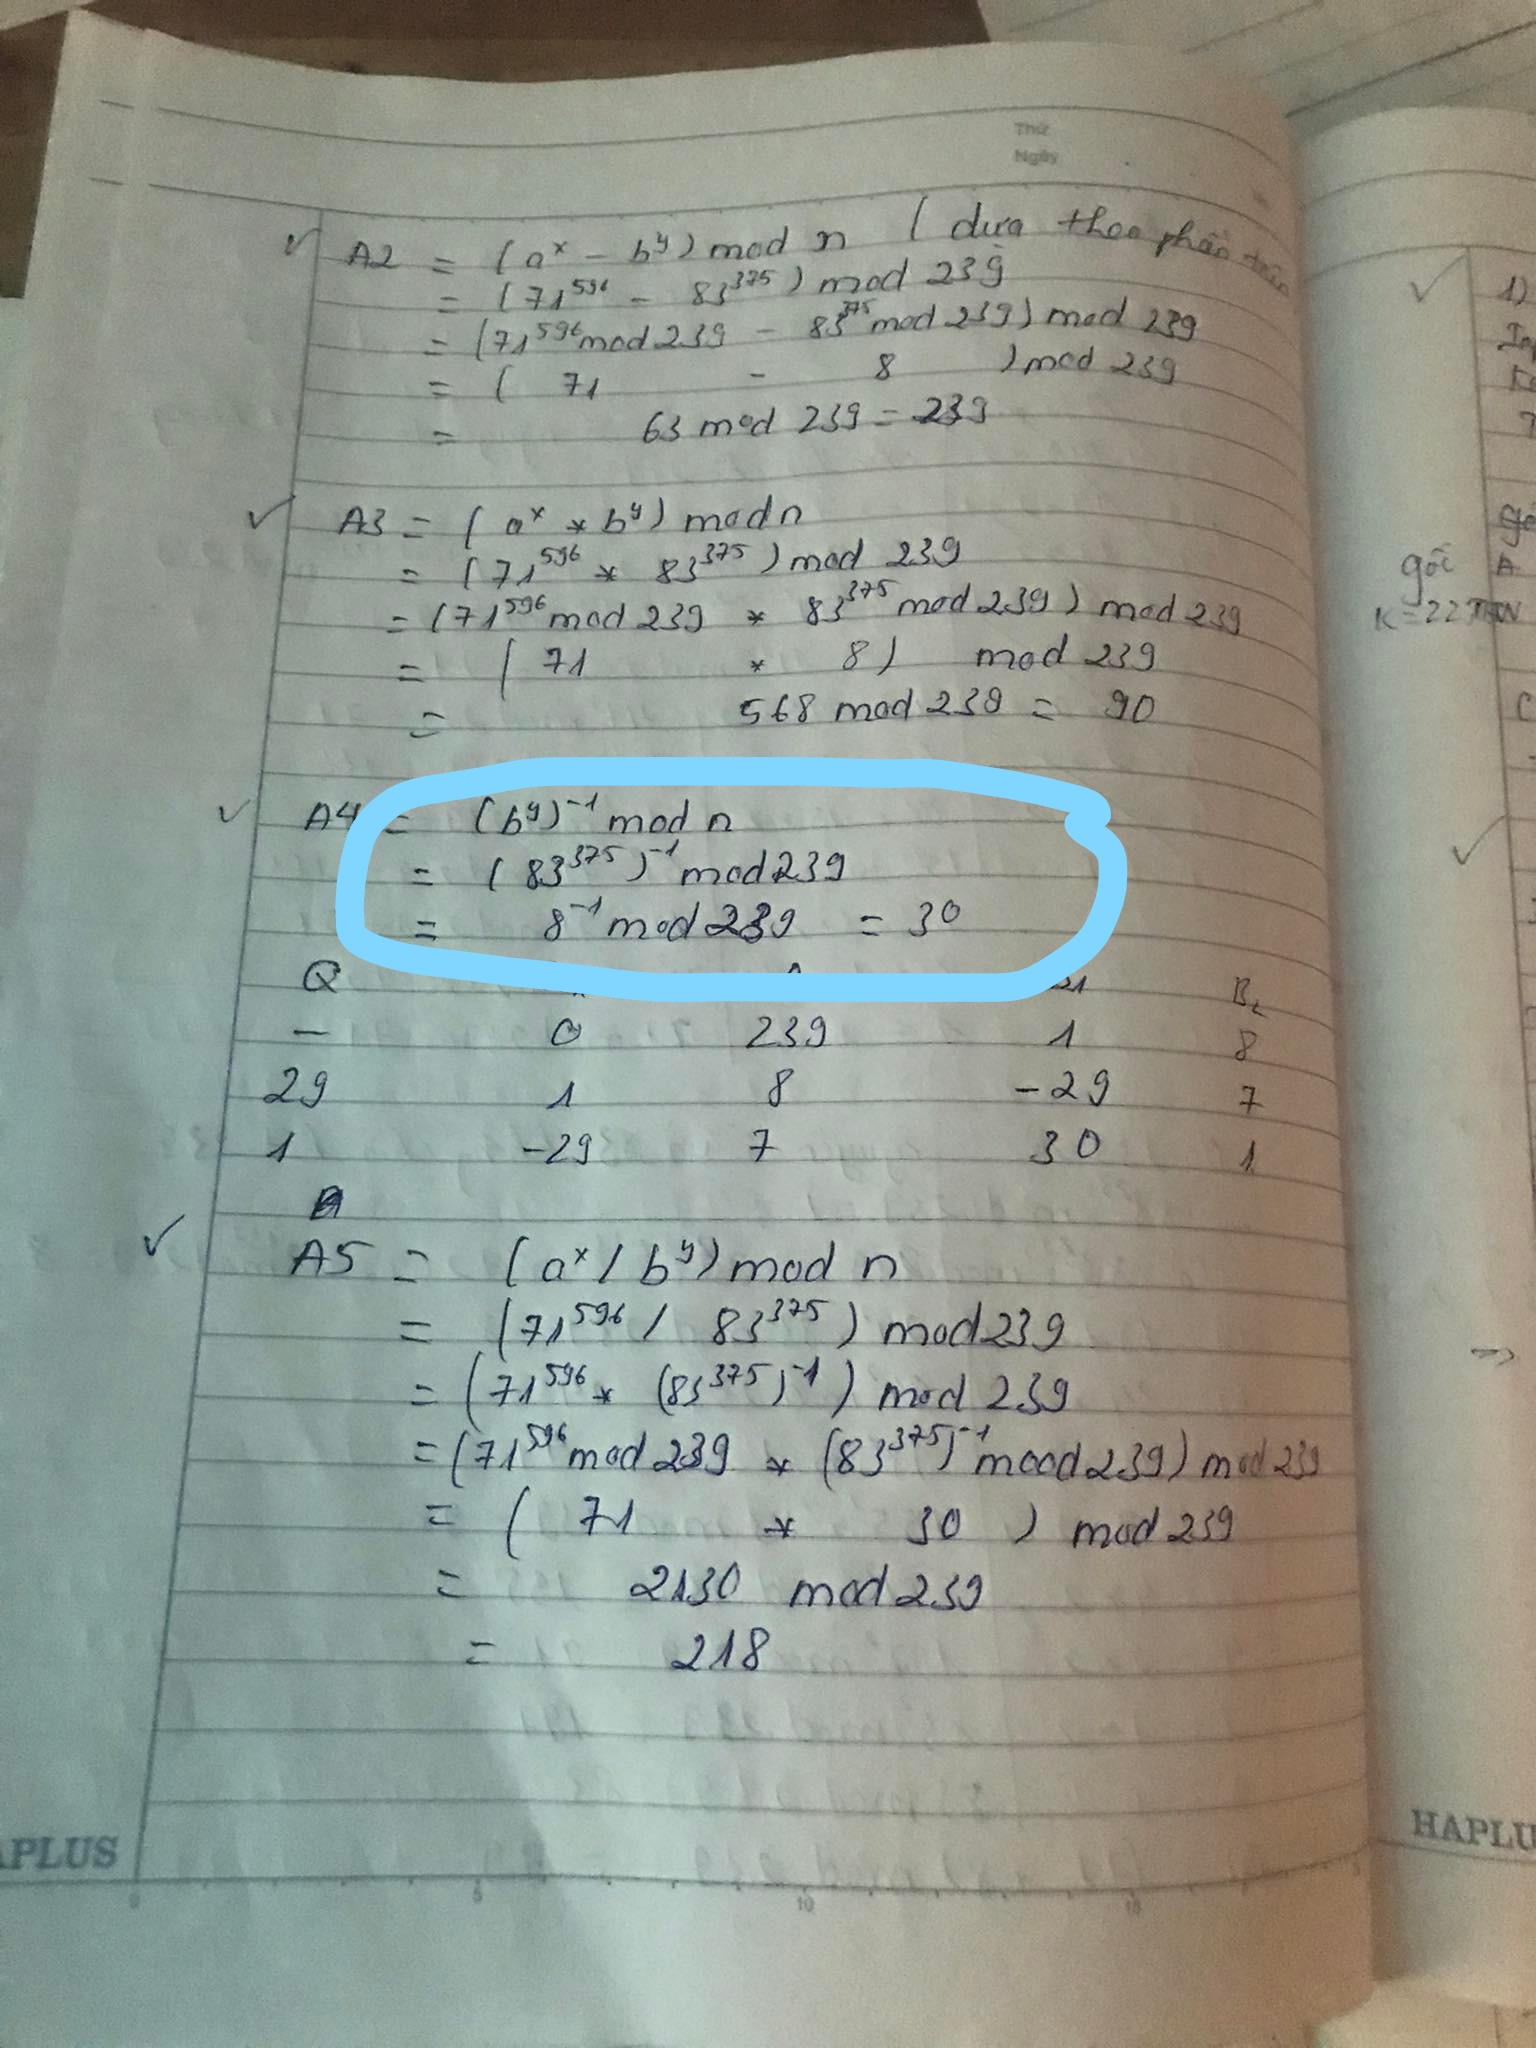 Thứ
Ngày
A2 = (a^x - b^y) mod n ( dựa theo phần trên
= (71^596 - 83^375) mod 239
= (71^596 mod 239 - 83^375 mod 239) mod 239
= ( 71 - 8 ) mod 239
= 63 mod 239 = 239
A3 = ( a^x * b^y) mod n
= (71^596 * 83^375) mod 239
= (71^596 mod 239 * 83^375 mod 239) mod 239
= ( 71 * 8) mod 239
= 568 mod 239 = 90
A4 = (b^y)^-1 mod n
= (83^375)^-1 mod 239
= 8^-1 mod 239 = 30
Q B1 B2
- 0 239 1 8
29 1 8 -29 7
1 -29 7 30 1
A5 = (a^x / b^y) mod n
= (71^596 / 83^375) mod 239
= (71^596 * (83^375)^-1) mod 239
= (71^596 mod 239 * (83^375)^-1 mood 239) mod 239
= ( 71 * 30 ) mod 239
= 2130 mod 239
= 218
APLUS
0 5 10 15
1)
gốc A
K=22
C
=>
HAPLU